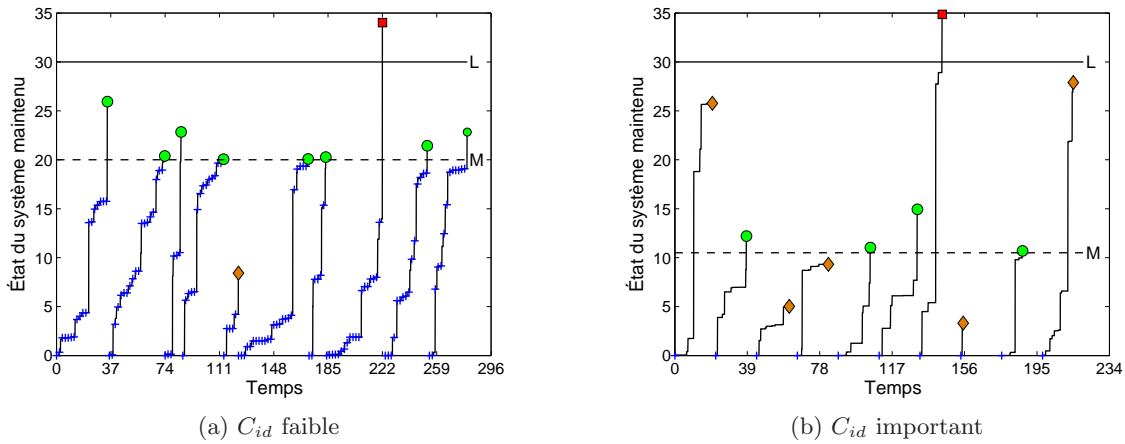 35
30
25
20
15
10
5
0
État du système maintenu
L
M
0 37 74 111 148 185 222 259 296
Temps
(a) C_{id} faible
35
30
25
20
15
10
5
0
État du système maintenu
L
M
0 39 78 117 156 195 234
Temps
(b) C_{id} important